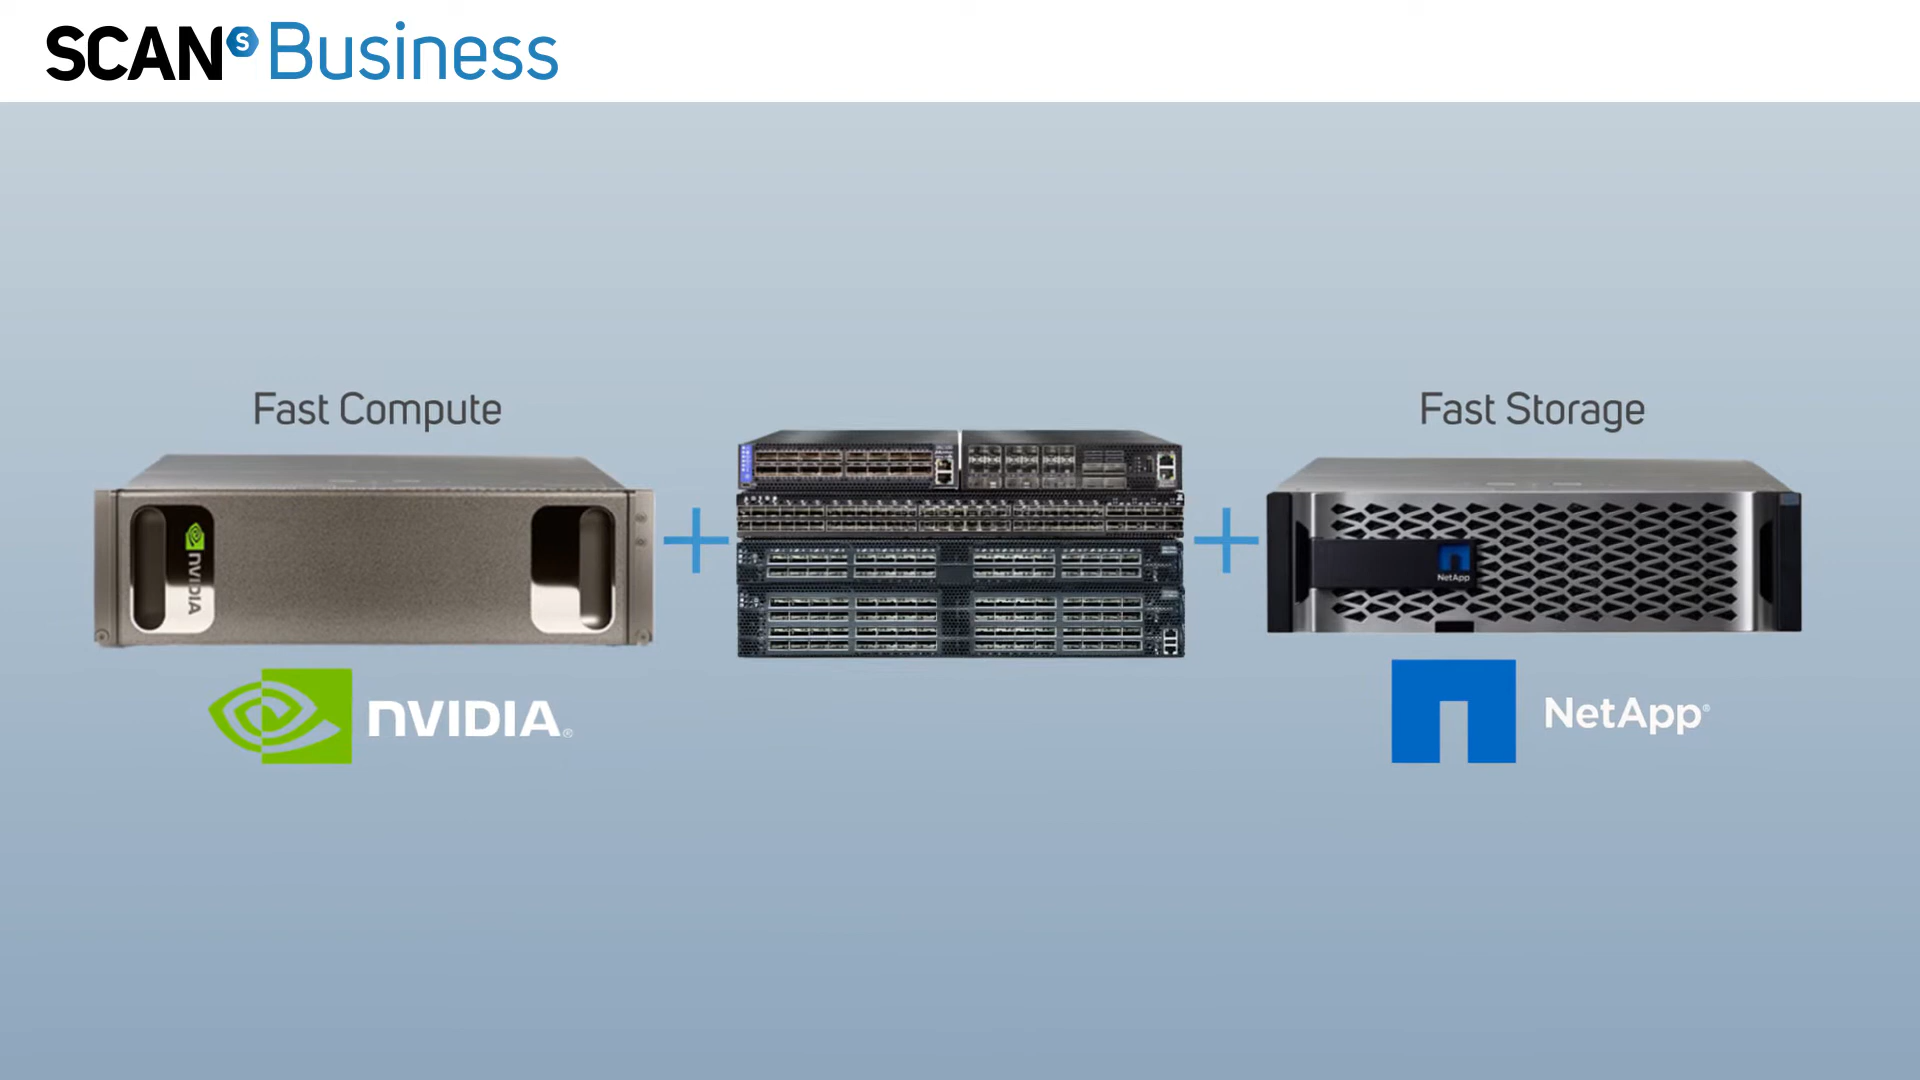 SCAN S Business
Fast Compute
Fast Storage
NVIDIA
NetApp
NVIDIA®
NetApp®